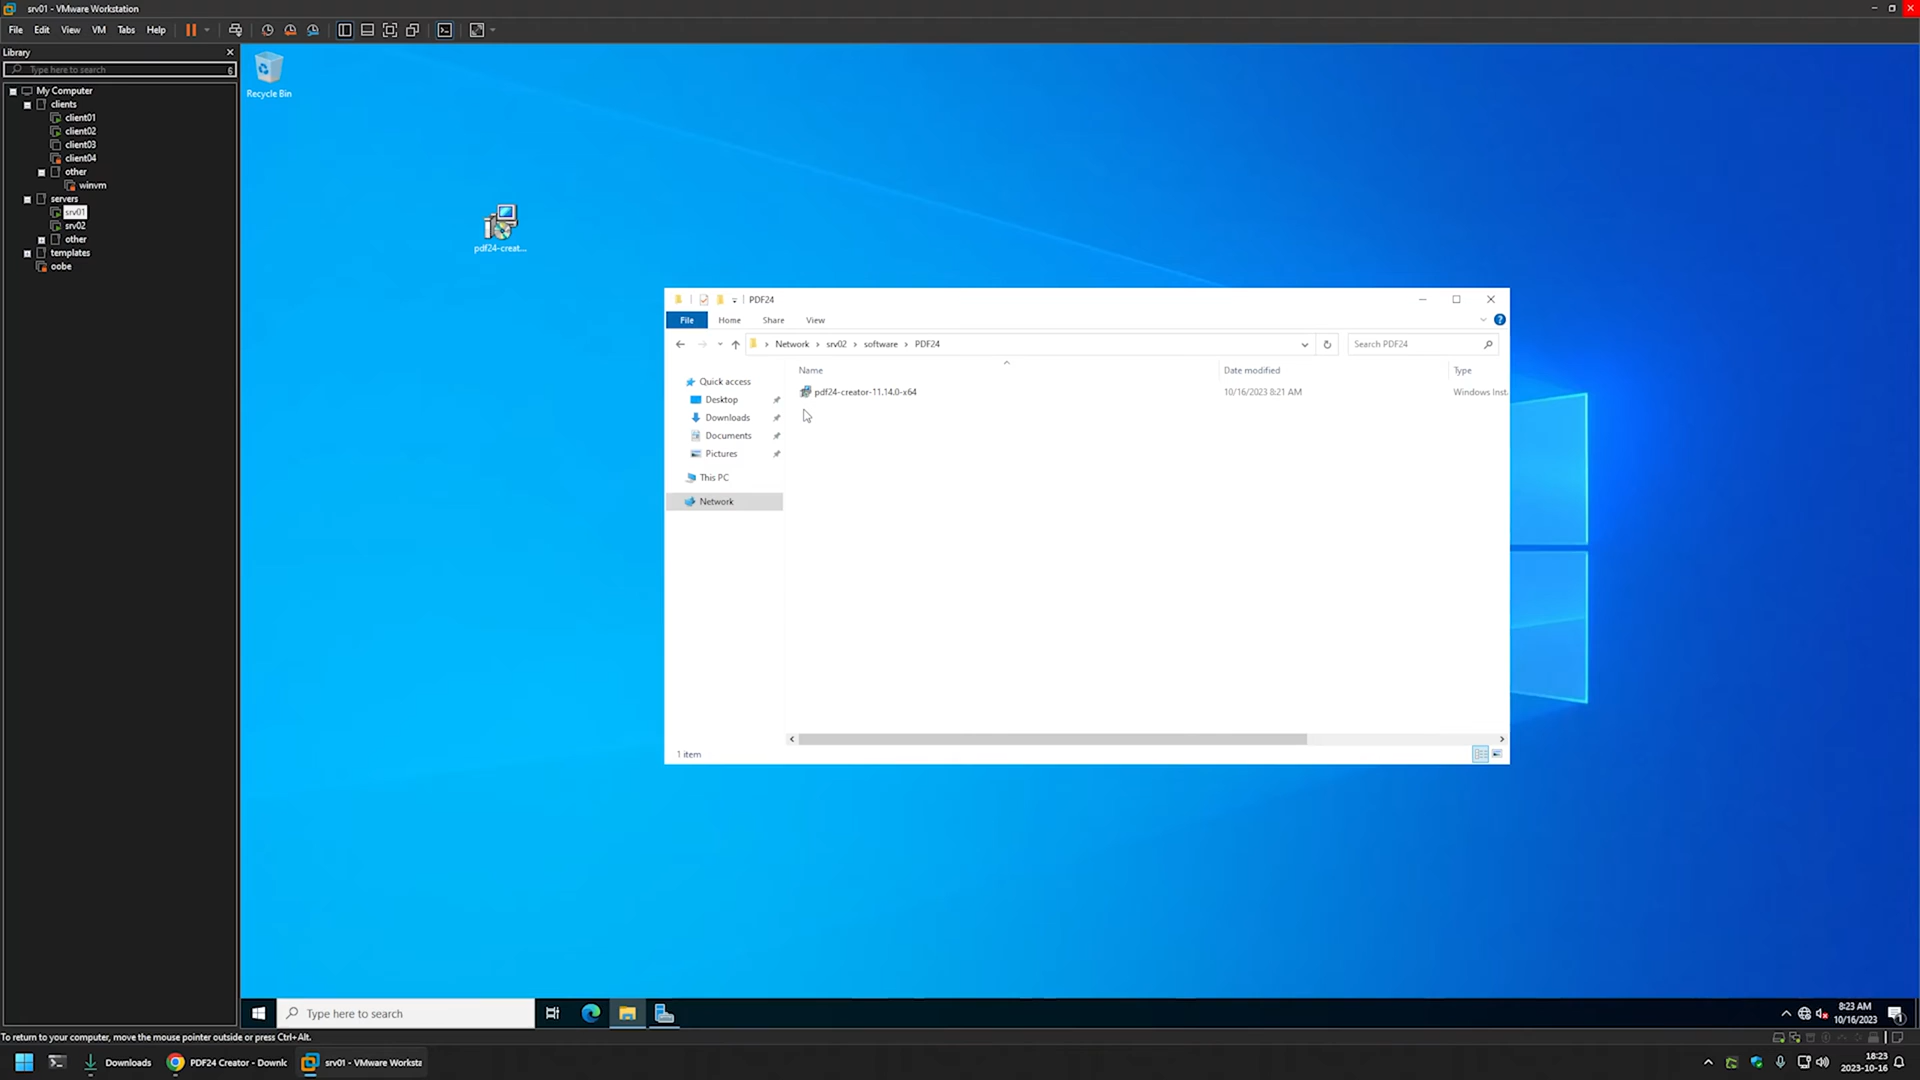 srv01 - VMware Workstation
File Edit View VM Tabs Help
Library
Type here to search
My Computer
clients
client01
client02
client03
client04
other
winvm
servers
srv01
srv02
other
templates
oobe
Recycle Bin
pdf24-creat...
PDF24
File Home Share View
Network › srv02 › software › PDF24
Search PDF24
Name Date modified Type
pdf24-creator-11.14.0-x64 10/16/2023 8:21 AM Windows Inst
Quick access
Desktop
Downloads
Documents
Pictures
This PC
Network
1 item
Type here to search
8:23 AM
10/16/2023
To return to your computer, move the mouse pointer outside or press Ctrl+Alt.
Downloads
PDF24 Creator - Downlc
srv01 - VMware Worksta
18:23
2023-10-16